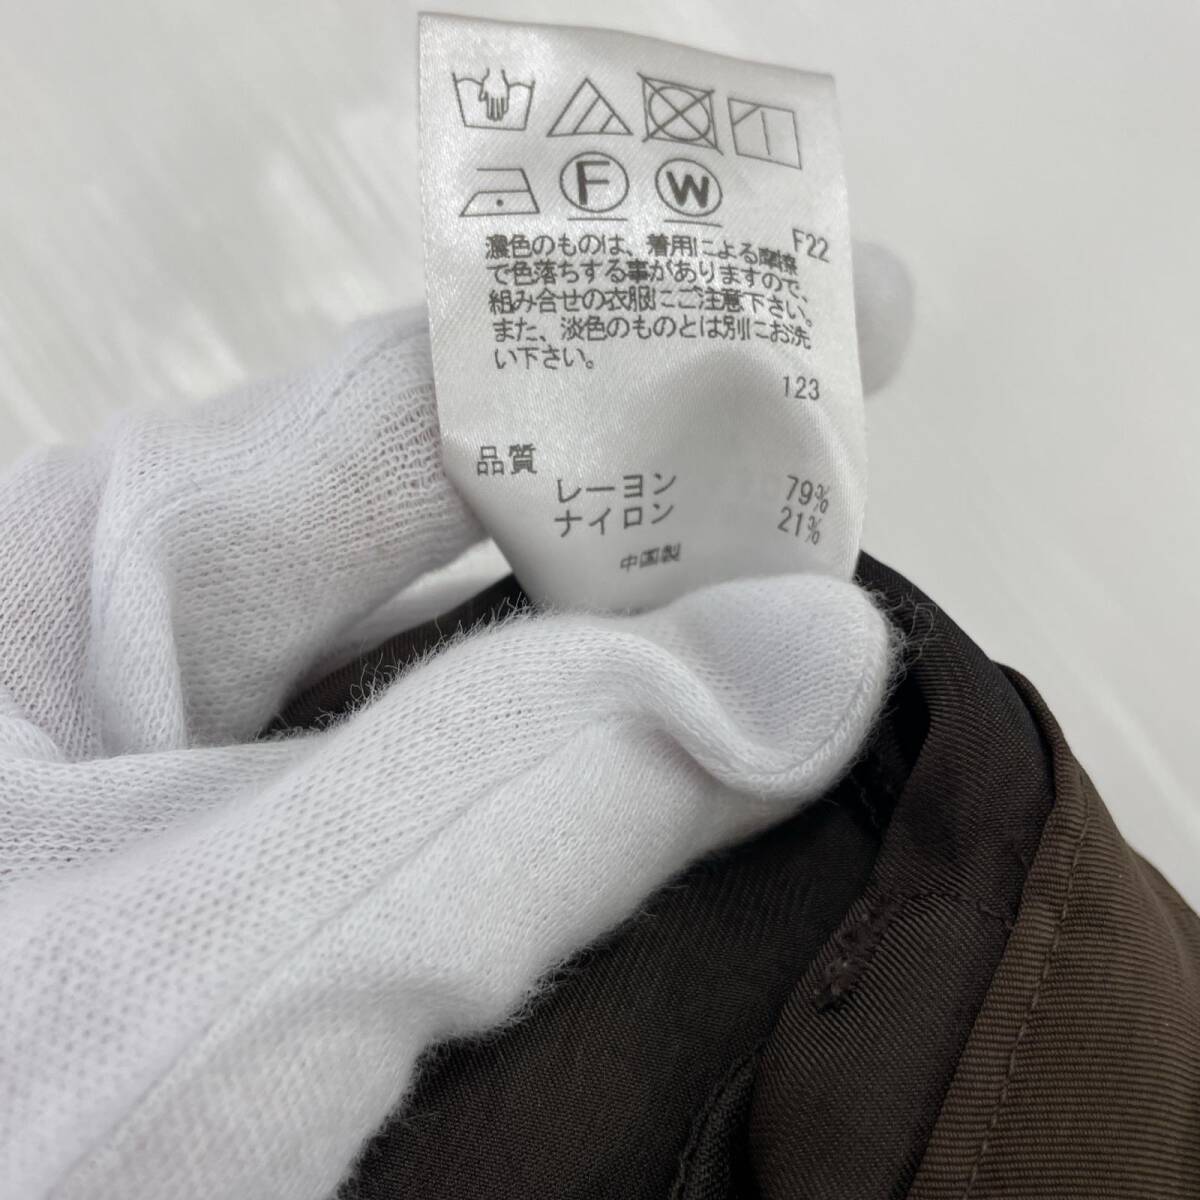 F W
F22
濃色のものは、着用による摩擦
で色落ちする事がありますので、
組み合せの衣服にご注意下さい。
また、淡色のものとは別にお洗
い下さい。
123
品質
レーヨン 79%
ナイロン 21%
中国製